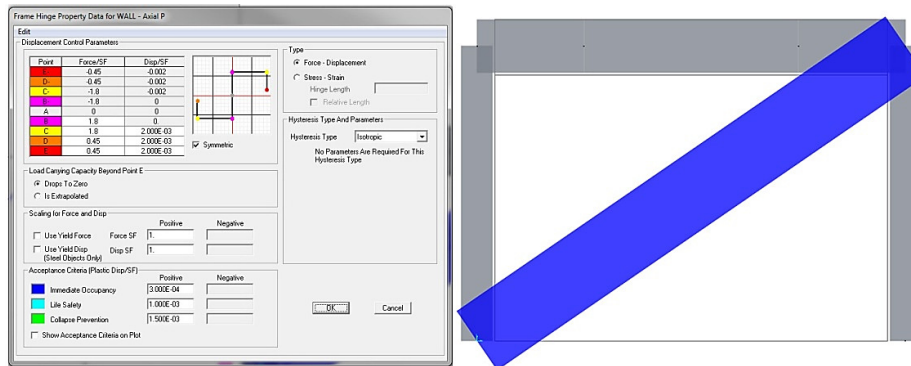 Frame Hinge Property Data for WALL - Axial P
Edit
Displacement Control Parameters
Point Force/SF Disp/SF
E- -0.45 -0.002
D- -0.45 -0.002
C- -1.8 -0.002
B- -1.8 0
A 0 0
B 1.8 0.
C 1.8 2.000E-03
D 0.45 2.000E-03
E 0.45 2.000E-03
Symmetric
Load Carrying Capacity Beyond Point E
Drops To Zero
Is Extrapolated
Scaling for Force and Disp
Positive Negative
Use Yield Force Force SF 1.
Use Yield Disp Disp SF 1.
(Steel Objects Only)
Acceptance Criteria (Plastic Disp/SF)
Positive Negative
Immediate Occupancy 3.000E-04
Life Safety 1.000E-03
Collapse Prevention 1.500E-03
Show Acceptance Criteria on Plot
Type
Force - Displacement
Stress - Strain
Hinge Length
Relative Length
Hysteresis Type And Parameters
Hysteresis Type Isotropic
No Parameters Are Required For This
Hysteresis Type
OK Cancel